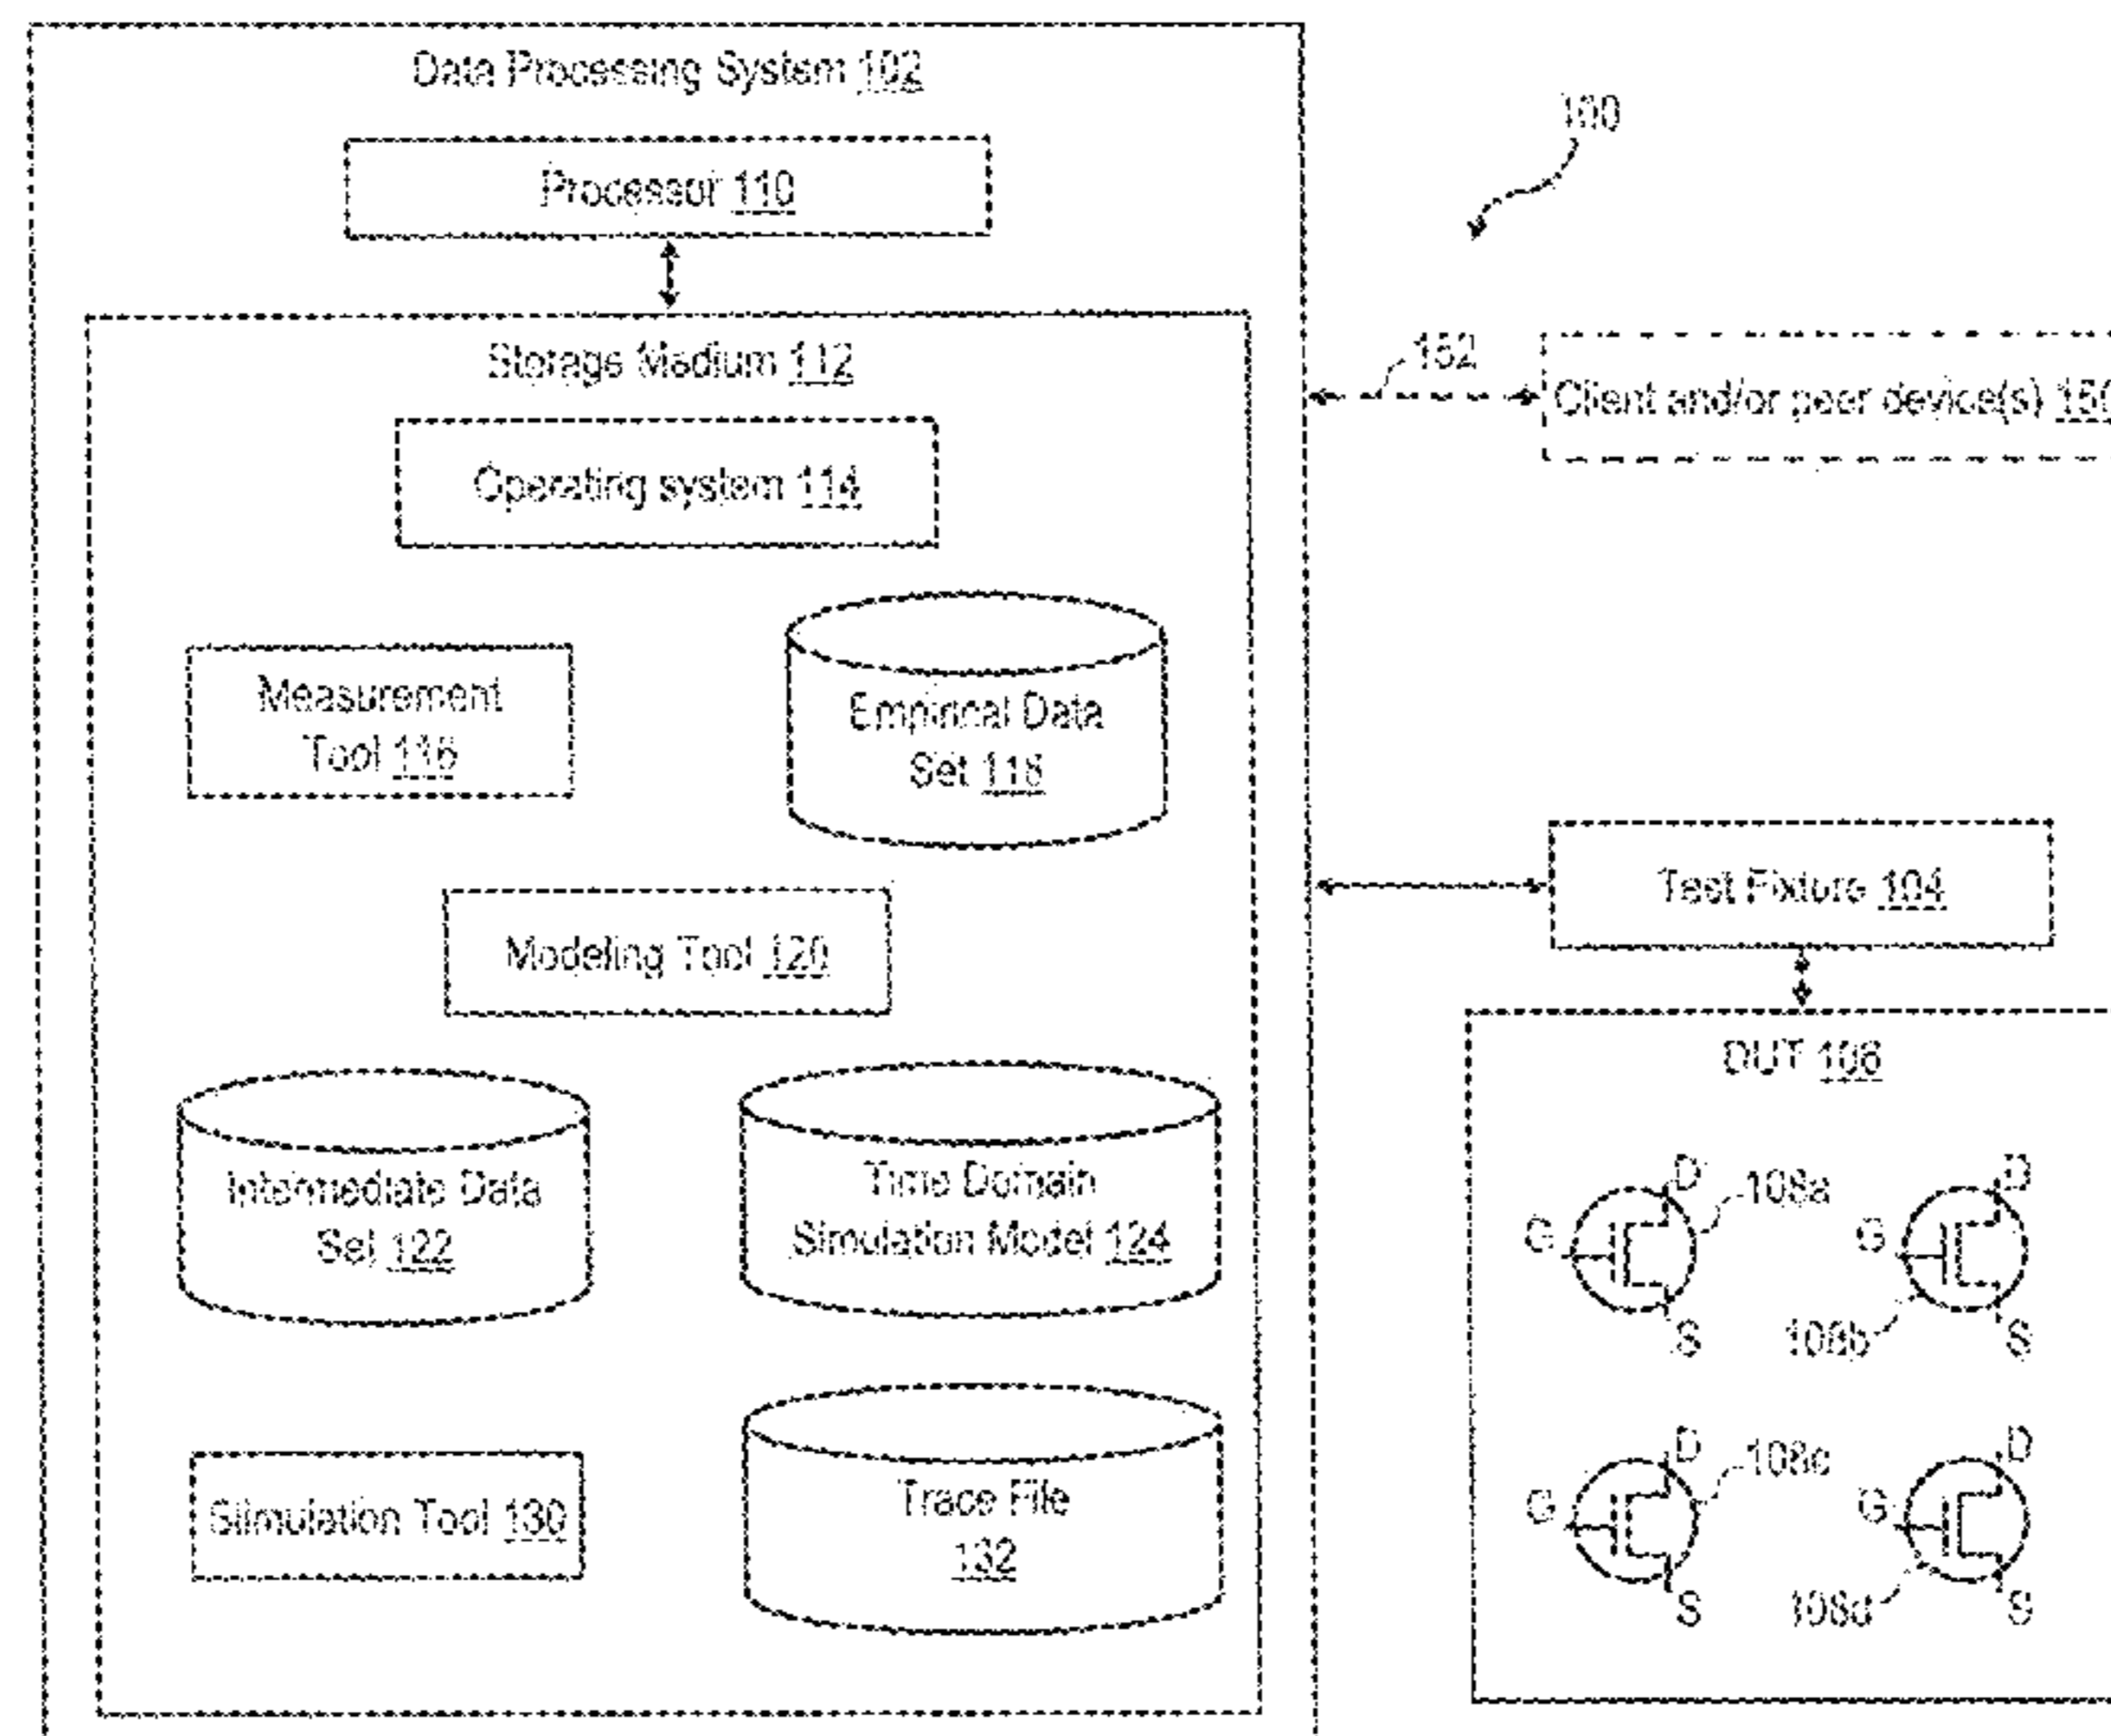 Data Processing System 102
Processor 110
100
Storage Medium 112
152
Client and/or peer device(s) 150
Operating system 114
Measurement
Tool 116
Empirical Data
Set 118
Test Fixture 104
Modeling Tool 120
DUT 106
Intermediate Data
Set 122
Time Domain
Simulation Model 124
D
108a
G
S
D
G
108b
S
Simulation Tool 130
Trace File
132
D
108c
G
S
D
G
108d
S